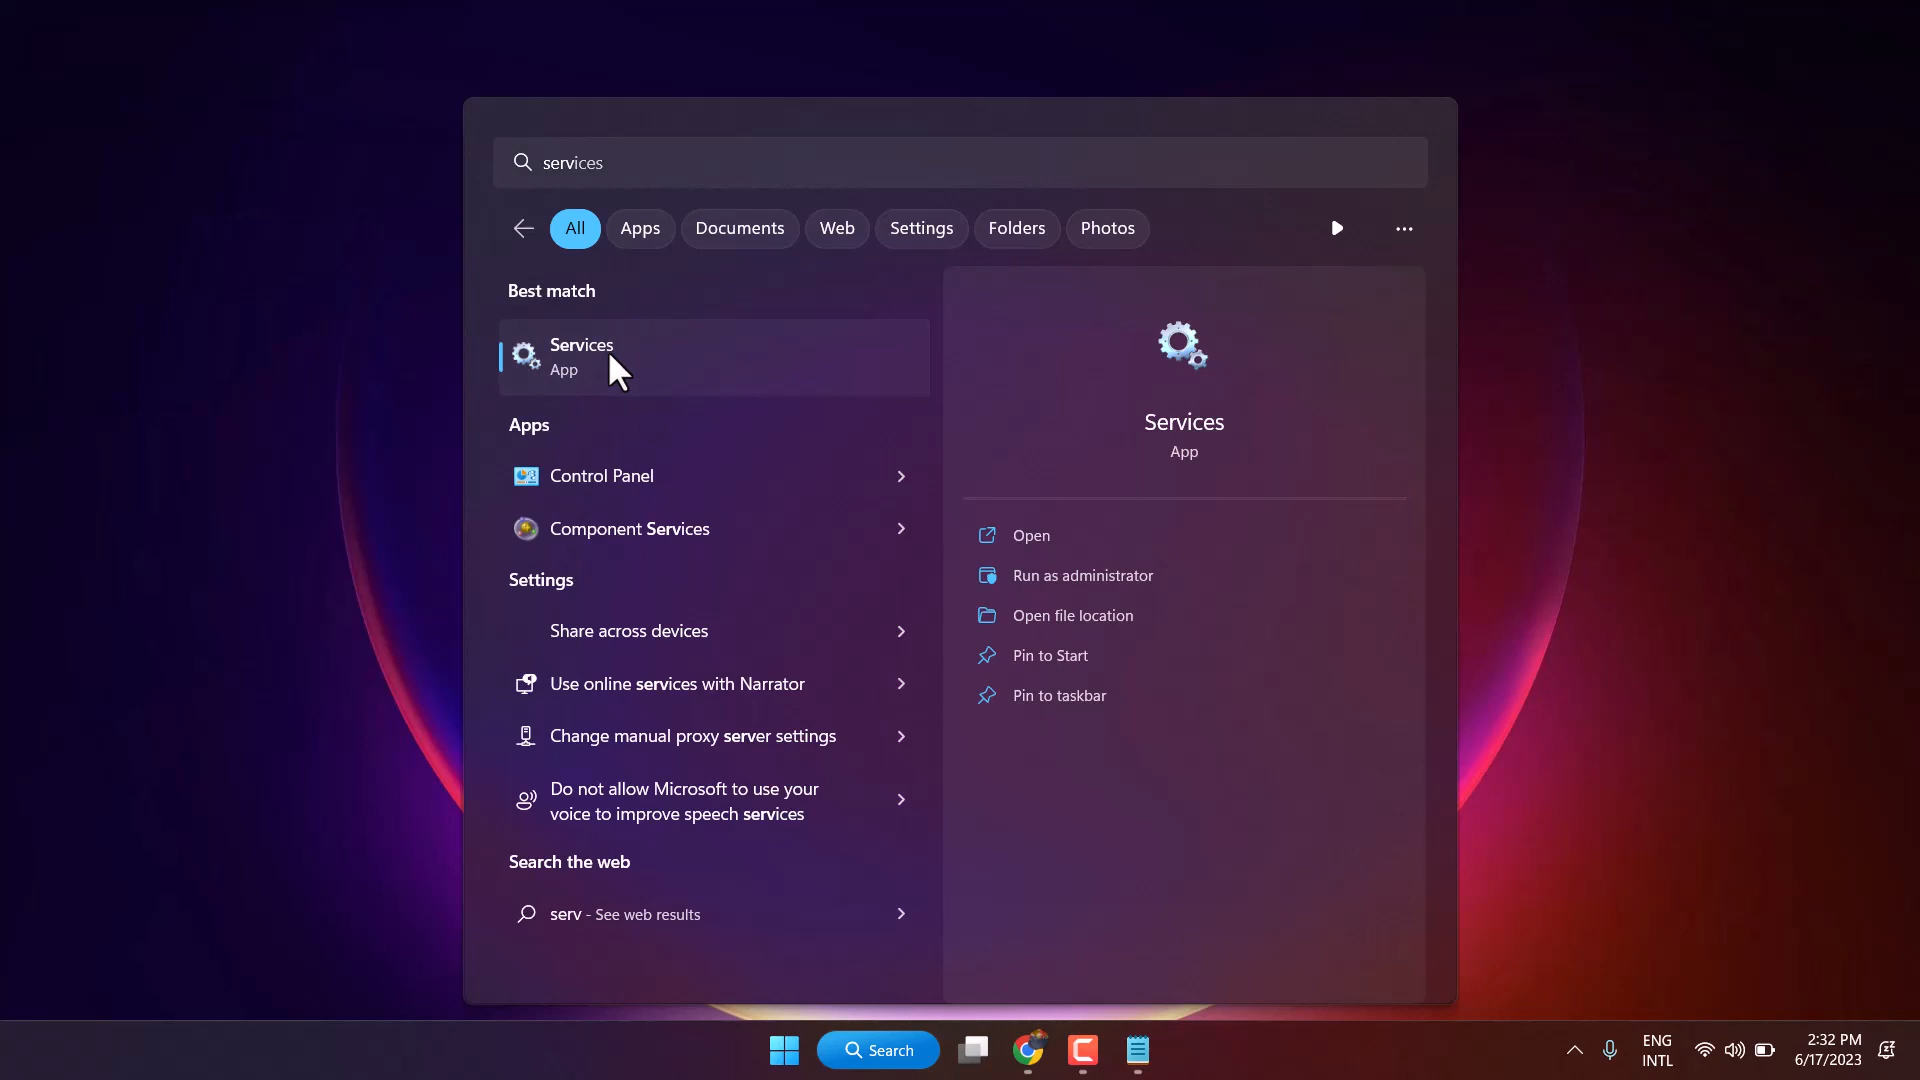 services
All
Apps
Documents
Web
Settings
Folders
Photos
Best match
Services
App
Apps
Control Panel
Component Services
Settings
Share across devices
Use online services with Narrator
Change manual proxy server settings
Do not allow Microsoft to use your
voice to improve speech services
Search the web
serv - See web results
Services
App
Open
Run as administrator
Open file location
Pin to Start
Pin to taskbar
Search
ENG
INTL
2:32 PM
6/17/2023